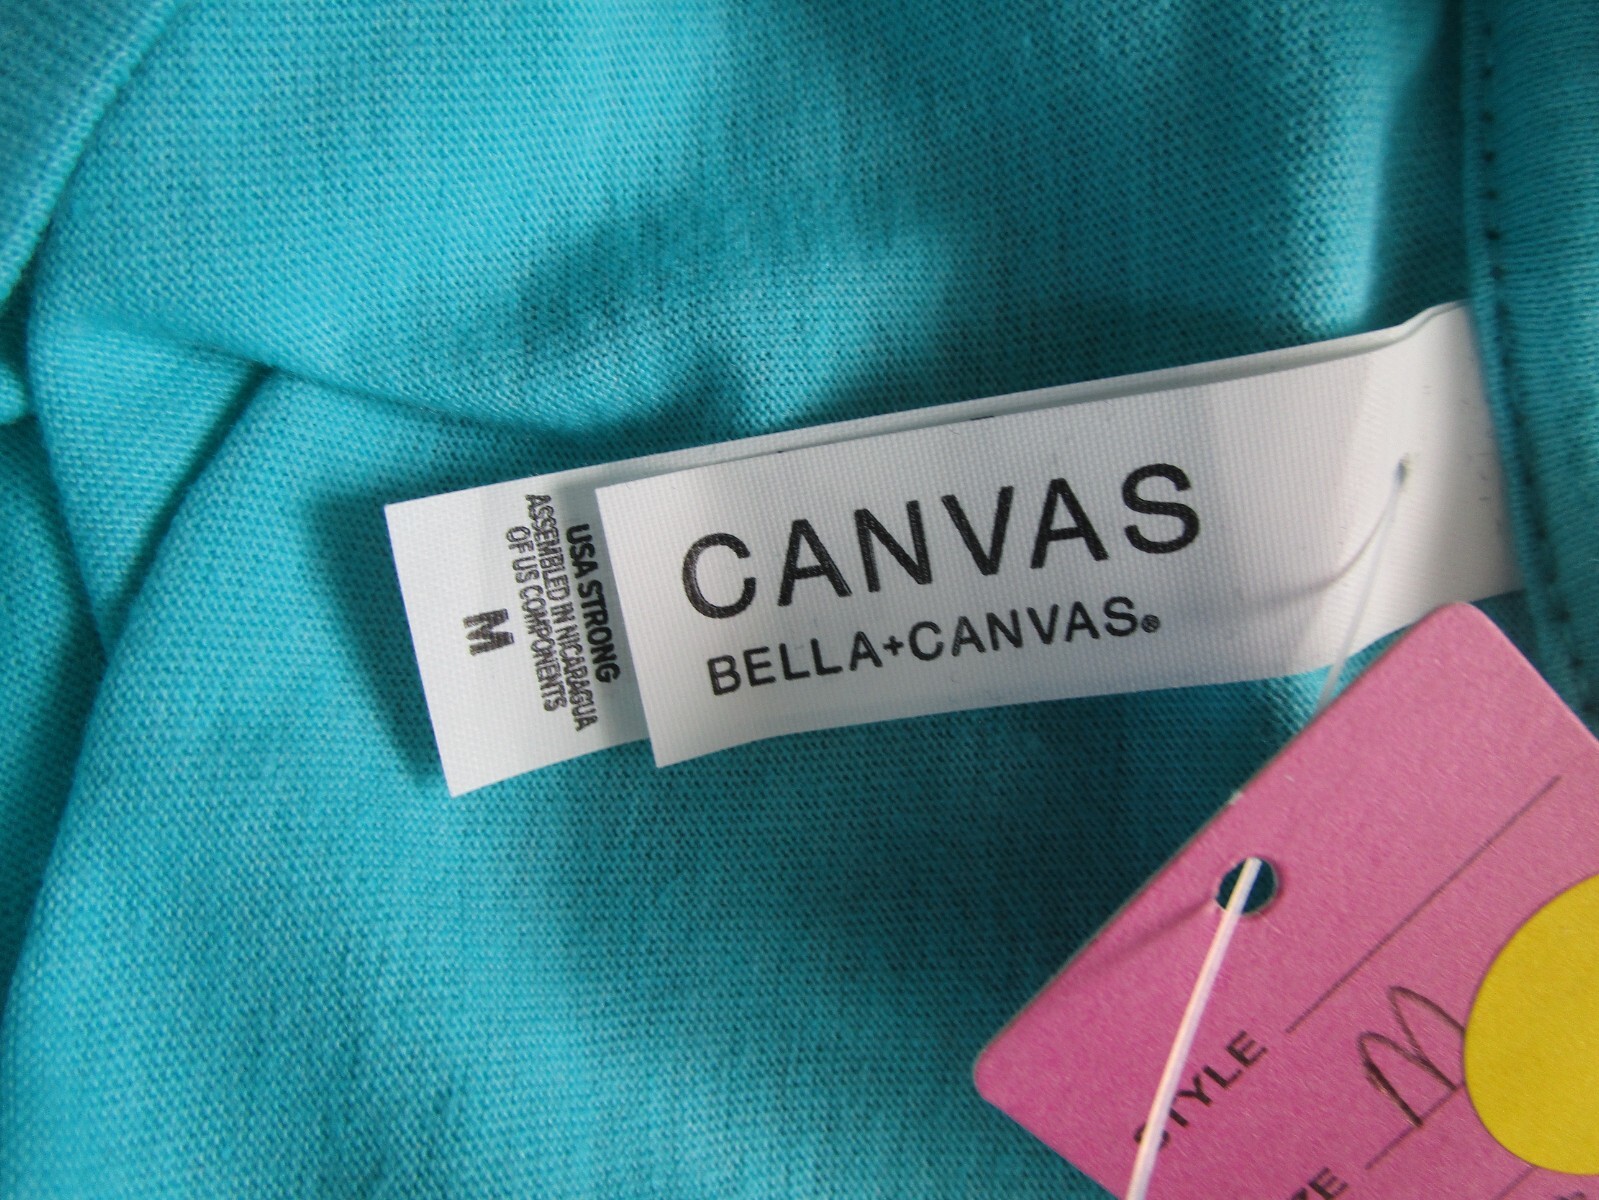 CANVAS
BELLA+CANVAS®
USA STRONG
ASSEMBLED IN NICARAGUA
OF US COMPONENTS
M
STYLE
M